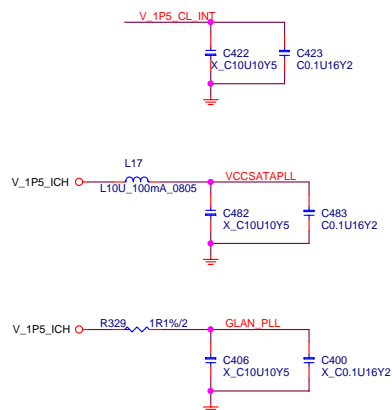 V_1P5_CL_INT
C422
X_C10U10Y5
C423
C0.1U16Y2
L17
V_1P5_ICH
L10U_100mA_0805
VCCSATAPLL
C482
X_C10U10Y5
C483
C0.1U16Y2
V_1P5_ICH
R329
1R1%/2
GLAN_PLL
C406
X_C10U10Y5
C400
X_C0.1U16Y2